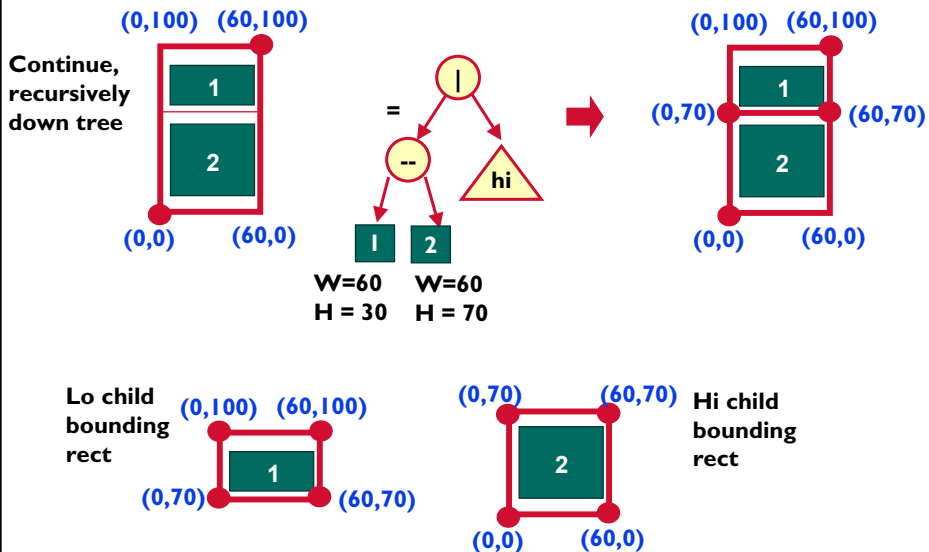 (0,100) (60,100)
Continue,
recursively
down tree
1
2
(0,0) (60,0)
=
|
--
hi
1 2
W=60 W=60
H = 30 H = 70
(0,100) (60,100)
1
(0,70) (60,70)
2
(0,0) (60,0)
Lo child
bounding
rect
(0,100) (60,100)
1
(0,70) (60,70)
(0,70) (60,70)
2
(0,0) (60,0)
Hi child
bounding
rect